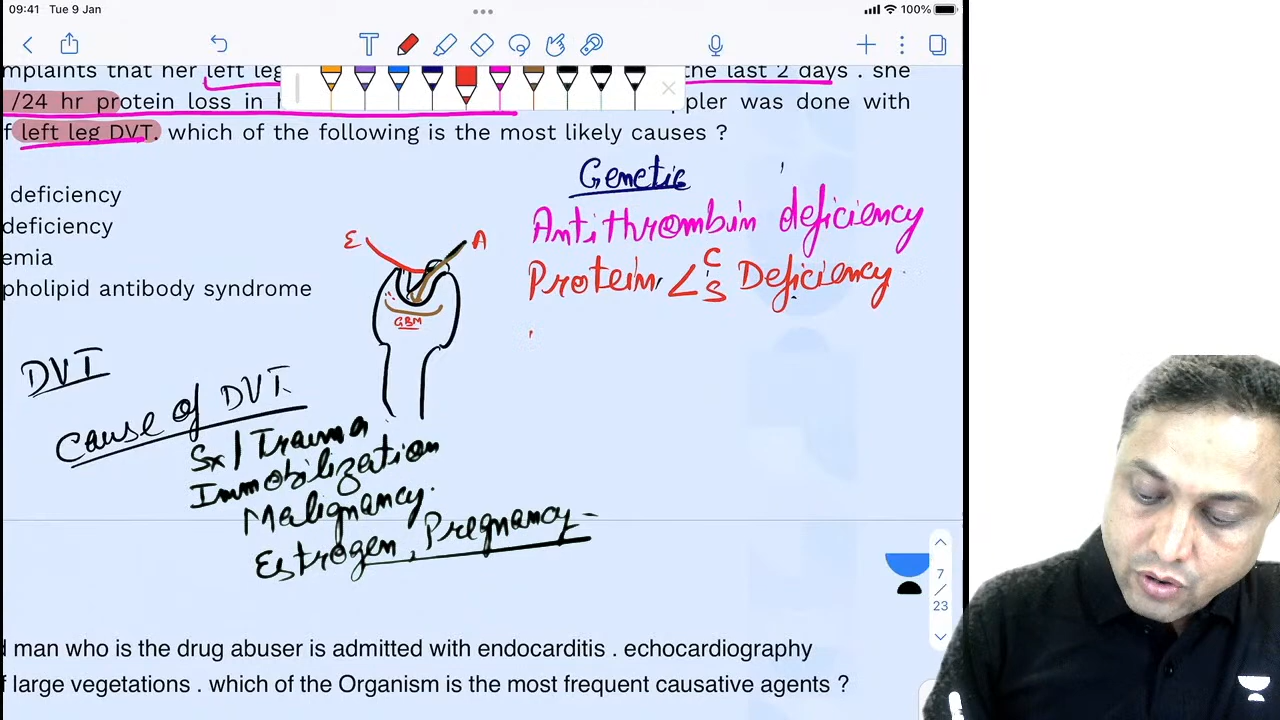 09:41 Tue 9 Jan
100%
mplaints that her left leg the last 2 days . she
/24 hr protein loss in ppler was done with
f left leg DVT. which of the following is the most likely causes ?
deficiency
deficiency
emia
pholipid antibody syndrome
Genetic
Antithrombin deficiency
Protein < C S Deficiency
E
A
GBM
DVT
Cause of DVT
Sx / Trauma
Immobilization
Malignancy.
Estrogen, Pregnancy -
7
/
23
d man who is the drug abuser is admitted with endocarditis . echocardiography
f large vegetations . which of the Organism is the most frequent causative agents ?